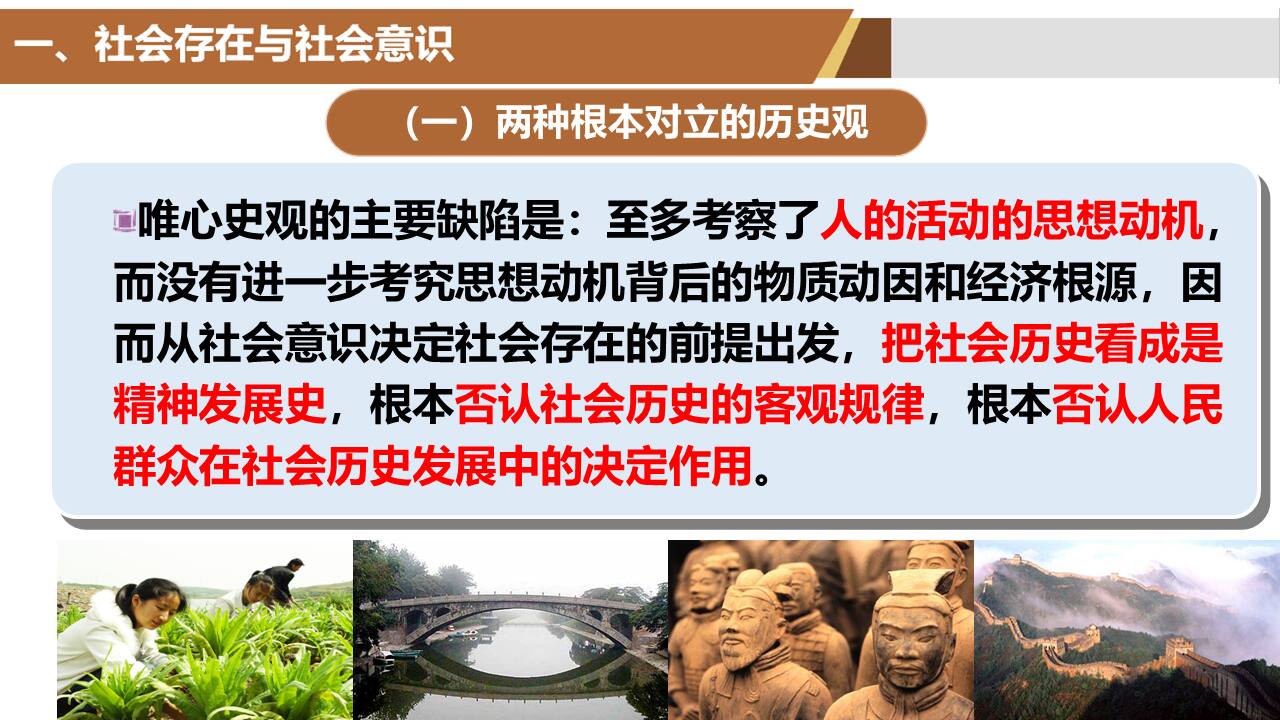 一、社会存在与社会意识
（一）两种根本对立的历史观
唯心史观的主要缺陷是：至多考察了人的活动的思想动机，
而没有进一步考究思想动机背后的物质动因和经济根源，因
而从社会意识决定社会存在的前提出发，把社会历史看成是
精神发展史，根本否认社会历史的客观规律，根本否认人民
群众在社会历史发展中的决定作用。